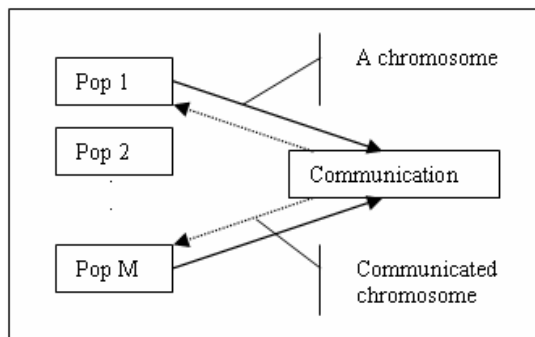 Pop 1
A chromosome
Pop 2
Communication
Pop M
Communicated
chromosome